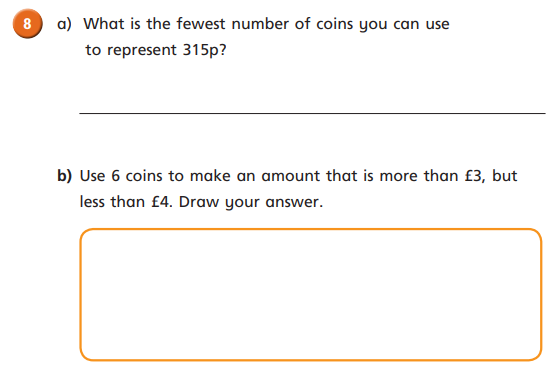 8 a) What is the fewest number of coins you can use
to represent 315p?
b) Use 6 coins to make an amount that is more than £3, but
less than £4. Draw your answer.